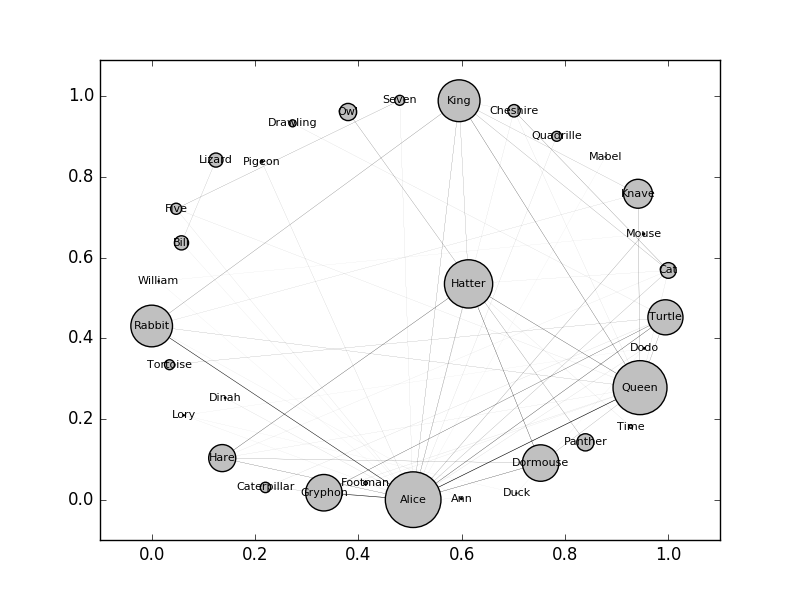 1.0
King
Seven
Cheshire
Owl
Drawling
Quadrille
Mabel
Lizard
Pigeon
0.8
Knave
Five
Mouse
Bill
0.6
Cat
William
Hatter
Turtle
Rabbit
0.4
Dodo
Tortoise
Queen
Dinah
Lory
0.2
Time
Panther
Hare
Dormouse
Caterpillar
Footman
Gryphon
Duck
0.0
Alice
Ann
0.0 0.2 0.4 0.6 0.8 1.0